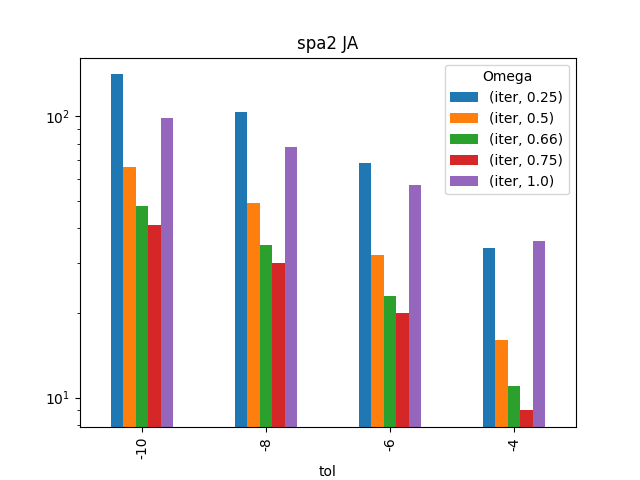 spa2 JA
Omega
(iter, 0.25)
(iter, 0.5)
(iter, 0.66)
(iter, 0.75)
(iter, 1.0)
10²
10¹
-10
-8
-6
-4
tol